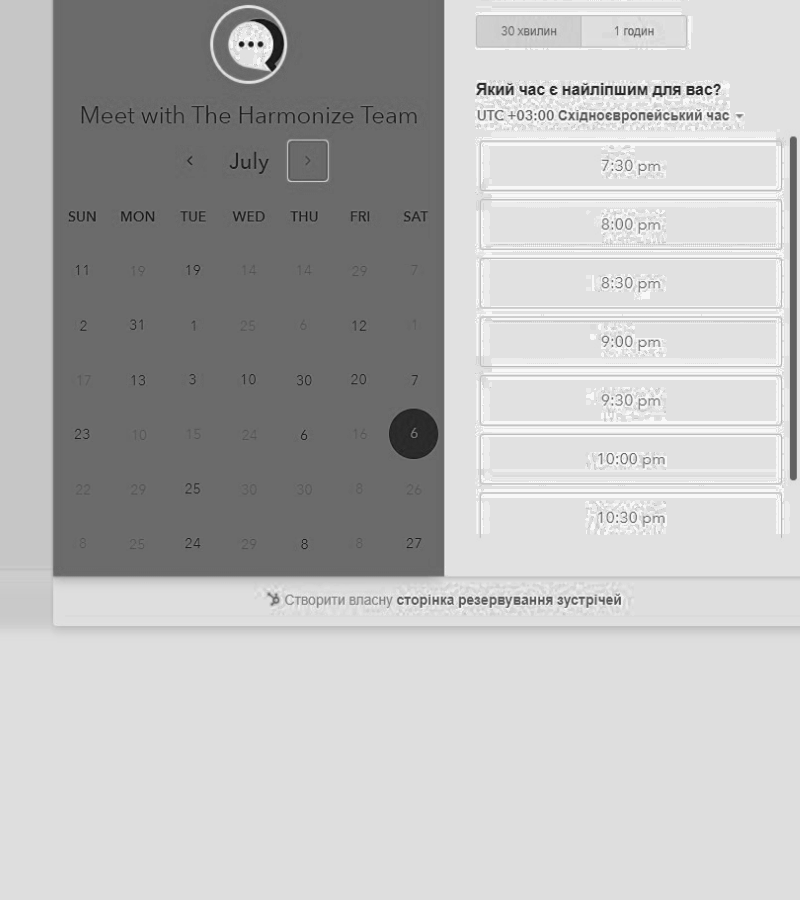 30 хвилин 1 годин
Meet with The Harmonize Team
July
SUN MON TUE WED THU FRI SAT
11 19 19 14 14 29 7
2 31 1 25 6 12 1
17 13 3 10 30 20 7
23 10 15 24 6 16 6
22 29 25 30 30 8 26
8 25 24 29 8 8 27
Який час є найліпшим для вас?
UTC +03:00 Східноєвропейський час
7:30 pm
8:00 pm
8:30 pm
9:00 pm
9:30 pm
10:00 pm
10:30 pm
Створити власну сторінка резервування зустрічей